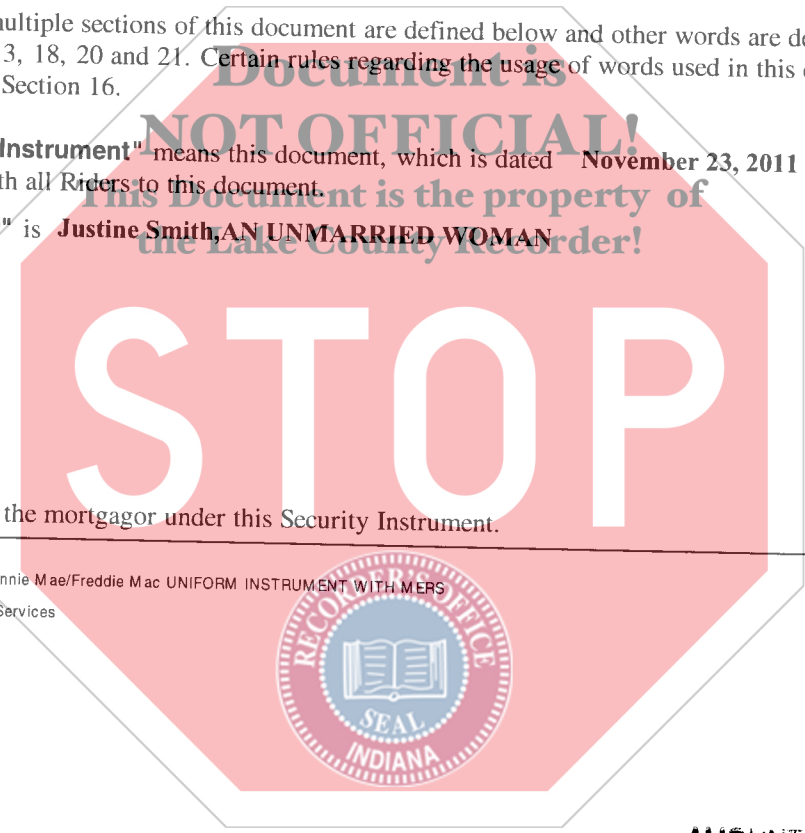 ultiple sections of this document are defined below and other words are de
3, 18, 20 and 21. Certain rules regarding the usage of words used in this
Section 16.
Document is
NOT OFFICIAL!
This Document is the property of
the Lake County Recorder!
Instrument" means this document, which is dated November 23, 2011
th all Riders to this document.
" is Justine Smith,AN UNMARRIED WOMAN
STOP
the mortgagor under this Security Instrument.
nnie Mae/Freddie Mac UNIFORM INSTRUMENT WITH MERS
Services
RECORDER'S OFFICE
SEAL
INDIANA